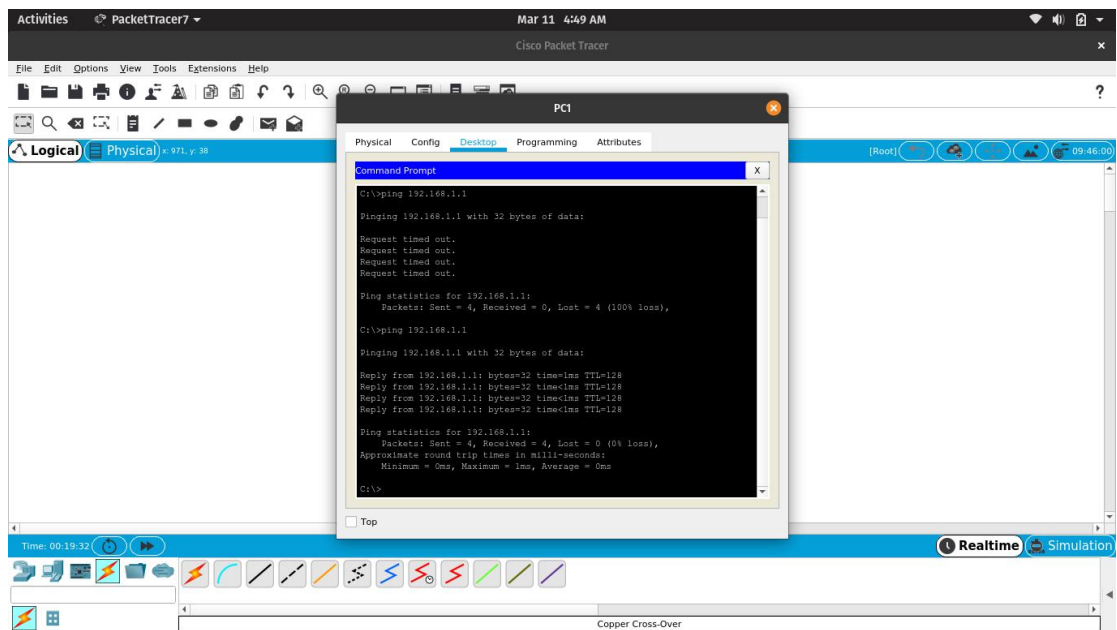 Activities PacketTracer7 Mar 11 4:49 AM
Cisco Packet Tracer
File Edit Options View Tools Extensions Help
?
PC1
Physical Config Desktop Programming Attributes
Logical Physical x: 971, y: 38 [Root] 09:46:00
Command Prompt X
C:\>ping 192.168.1.1
Pinging 192.168.1.1 with 32 bytes of data:
Request timed out.
Request timed out.
Request timed out.
Request timed out.
Ping statistics for 192.168.1.1:
Packets: Sent = 4, Received = 0, Lost = 4 (100% loss),
C:\>ping 192.168.1.1
Pinging 192.168.1.1 with 32 bytes of data:
Reply from 192.168.1.1: bytes=32 time=1ms TTL=128
Reply from 192.168.1.1: bytes=32 time<1ms TTL=128
Reply from 192.168.1.1: bytes=32 time<1ms TTL=128
Reply from 192.168.1.1: bytes=32 time<1ms TTL=128
Ping statistics for 192.168.1.1:
Packets: Sent = 4, Received = 4, Lost = 0 (0% loss),
Approximate round trip times in milli-seconds:
Minimum = 0ms, Maximum = 1ms, Average = 0ms
C:\>
Top
Time: 00:19:32 Realtime Simulation
Copper Cross-Over